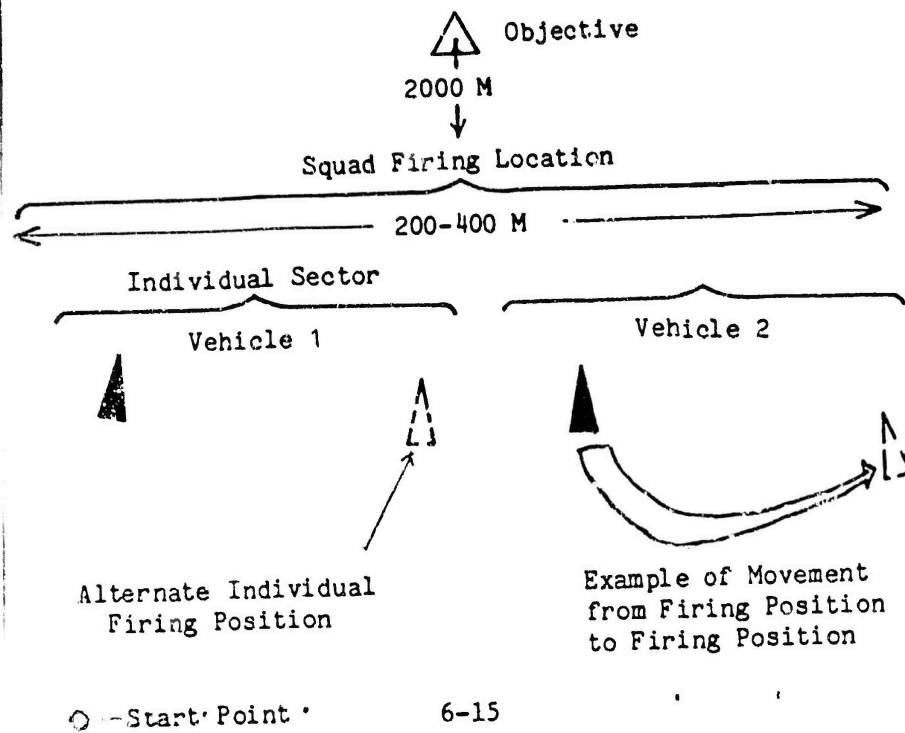 Objective
2000 M
Squad Firing Location
200-400 M
Individual Sector
Vehicle 1
Vehicle 2
Alternate Individual
Firing Position
Example of Movement
from Firing Position
to Firing Position
Start Point
6-15